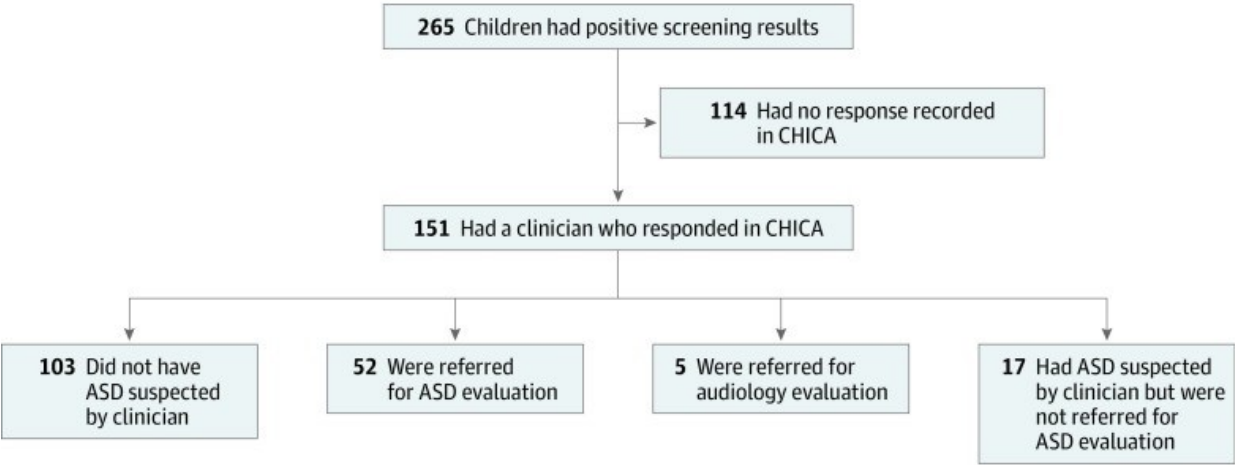 265 Children had positive screening results
114 Had no response recorded
in CHICA
151 Had a clinician who responded in CHICA
103 Did not have
ASD suspected
by clinician
52 Were referred
for ASD evaluation
5 Were referred for
audiology evaluation
17 Had ASD suspected
by clinician but were
not referred for
ASD evaluation